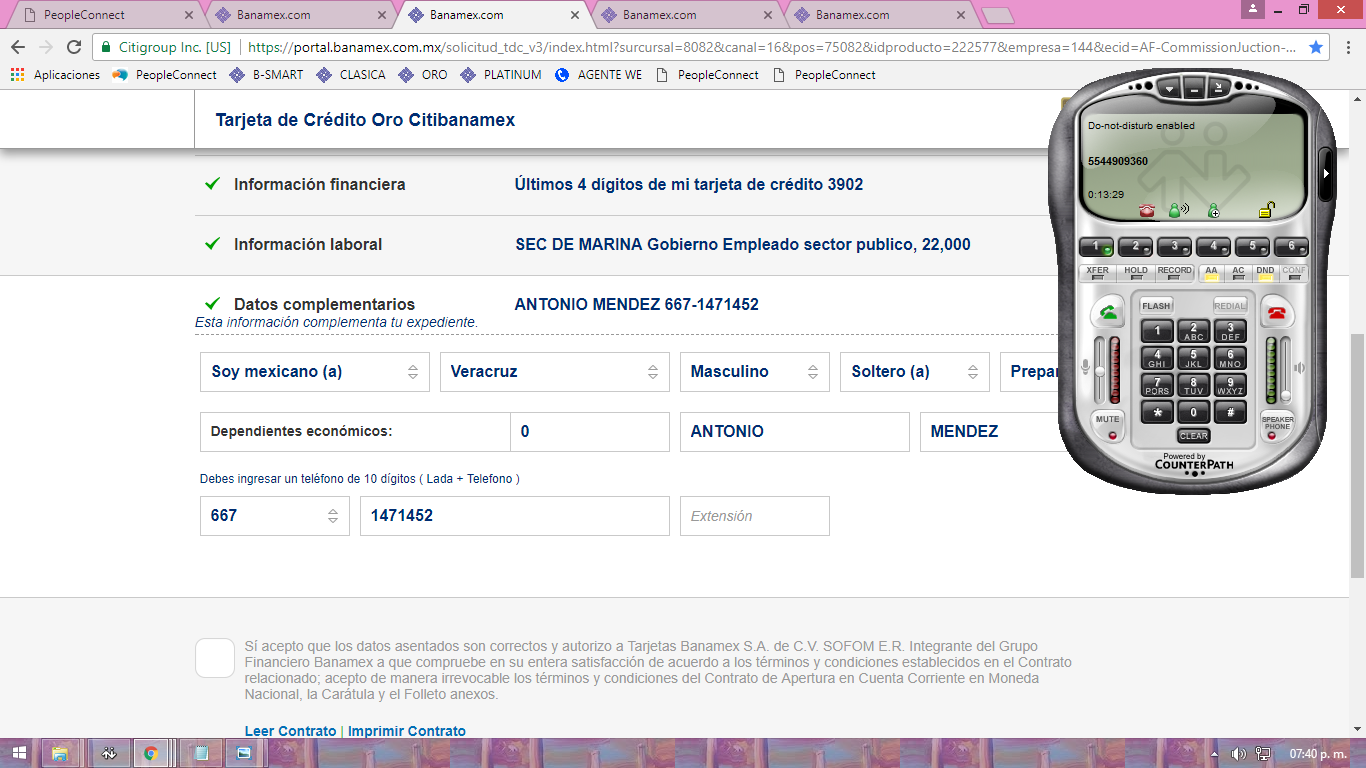 PeopleConnect
Banamex.com
Banamex.com
Banamex.com
Banamex.com
Citigroup Inc. [US]
https://portal.banamex.com.mx/solicitud_tdc_v3/index.html?sursural=8082&canal=16&pos=75082&idproducto=222577&empresa=144&ecid=AF-CommissionJuction-...
Aplicaciones
PeopleConnect
B-SMART
CLASICA
ORO
PLATINUM
AGENTE WE
PeopleConnect
PeopleConnect
Tarjeta de Crédito Oro Citibanamex
Información financiera
Últimos 4 dígitos de mi tarjeta de crédito 3902
Información laboral
SEC DE MARINA Gobierno Empleado sector publico, 22,000
Datos complementarios
ANTONIO MENDEZ 667-1471452
Esta información complementa tu expediente.
Soy mexicano (a)
Veracruz
Masculino
Soltero (a)
Prepar
Dependientes económicos:
0
ANTONIO
MENDEZ
Debes ingresar un teléfono de 10 dígitos ( Lada + Telefono )
667
1471452
Extensión
Sí acepto que los datos asentados son correctos y autorizo a Tarjetas Banamex S.A. de C.V. SOFOM E.R. Integrante del Grupo
Financiero Banamex a que compruebe en su entera satisfacción de acuerdo a los términos y condiciones establecidos en el Contrato
relacionado; acepto de manera irrevocable los términos y condiciones del Contrato de Apertura en Cuenta Corriente en Moneda
Nacional, la Carátula y el Folleto anexos.
Leer Contrato | Imprimir Contrato
Do-not-disturb enabled
5544909360
0:13:29
1 2 3 4 5 6
XFER HOLD RECORD AA AC DND CONF
FLASH REDIAL
1 2 ABC 3 DEF
4 GHI 5 JKL 6 MNO
7 PQRS 8 TUV 9 WXYZ
* 0 #
MUTE
SPEAKER PHONE
CLEAR
Powered by
COUNTERPATH
07:40 p. m.